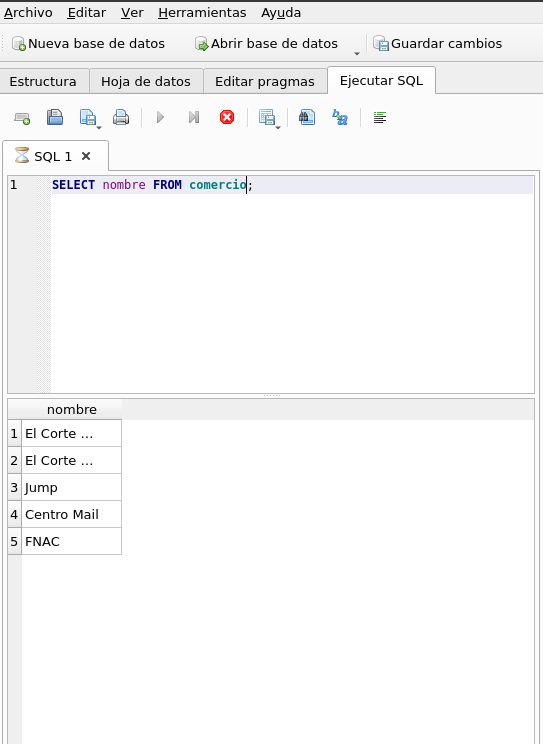 Archivo Editar Ver Herramientas Ayuda
Nueva base de datos Abrir base de datos Guardar cambios
Estructura Hoja de datos Editar pragmas Ejecutar SQL
SQL 1
1 SELECT nombre FROM comercio;
nombre
1 El Corte ...
2 El Corte ...
3 Jump
4 Centro Mail
5 FNAC